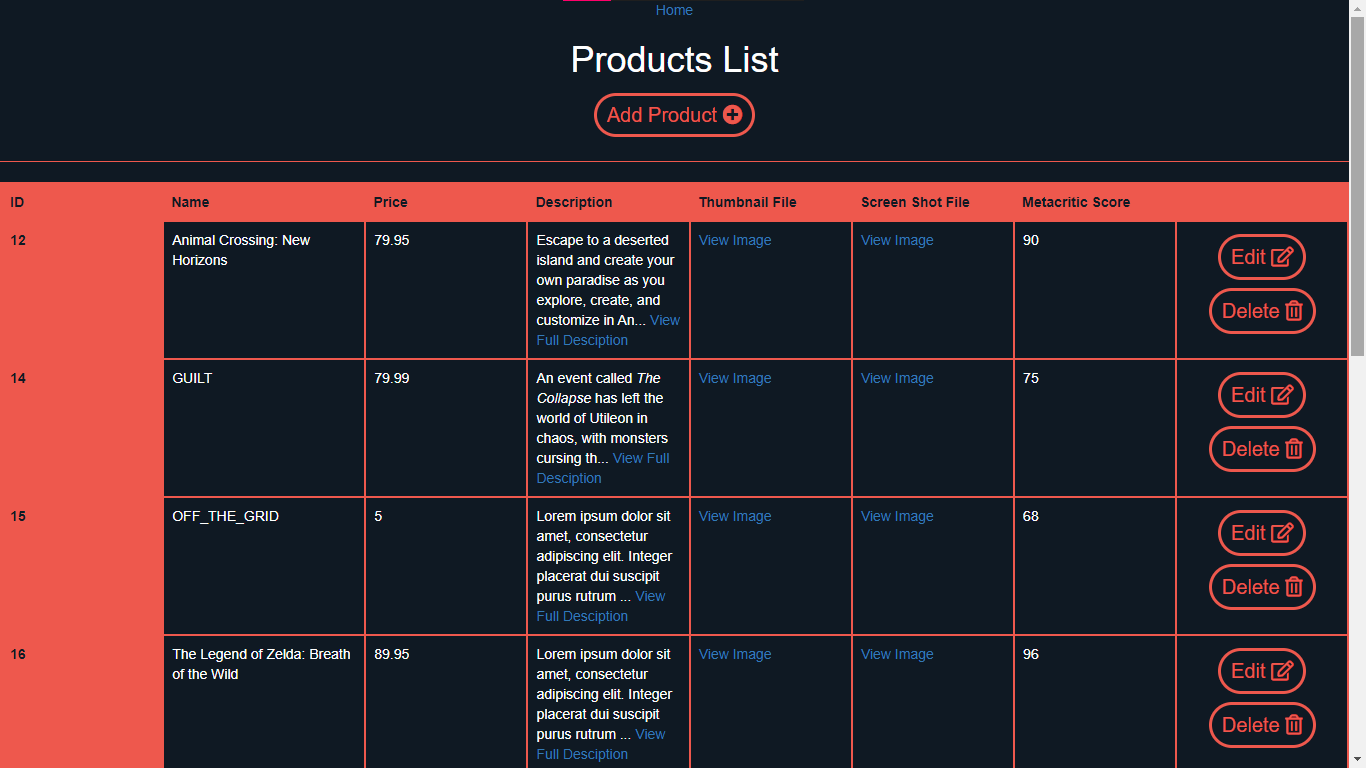 Home
Products List
Add Product
ID Name Price Description Thumbnail File Screen Shot File Metacritic Score
12 Animal Crossing: New 79.95 Escape to a deserted View Image View Image 90 Edit
Horizons island and create your
own paradise as you
explore, create, and Delete
customize in An... View
Full Desciption
14 GUILT 79.99 An event called The View Image View Image 75 Edit
Collapse has left the
world of Utileon in
chaos, with monsters Delete
cursing th... View Full
Desciption
15 OFF_THE_GRID 5 Lorem ipsum dolor sit View Image View Image 68 Edit
amet, consectetur
adipiscing elit. Integer
placerat dui suscipit Delete
purus rutrum ... View
Full Desciption
16 The Legend of Zelda: Breath 89.95 Lorem ipsum dolor sit View Image View Image 96 Edit
of the Wild amet, consectetur
adipiscing elit. Integer
placerat dui suscipit Delete
purus rutrum ... View
Full Desciption